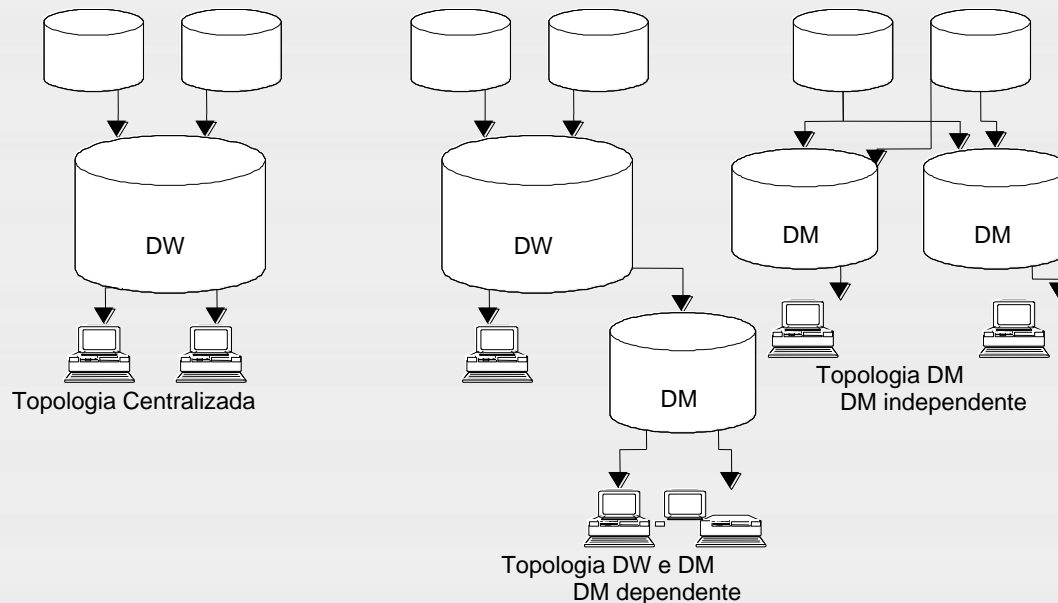 DW
Topologia Centralizada
DW
DM
Topologia DW e DM
DM dependente
DM
DM
Topologia DM
DM independente